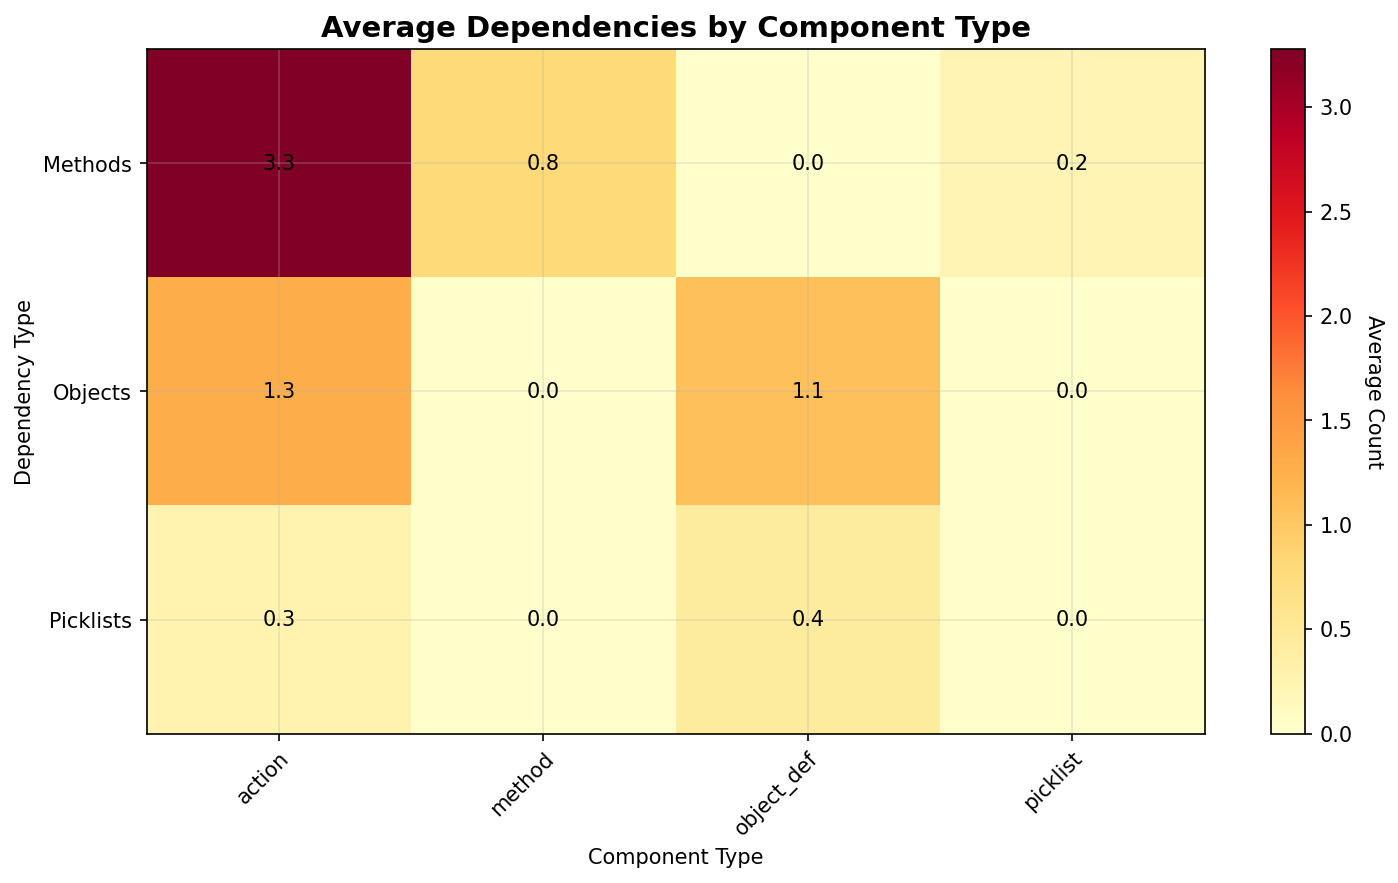 Average Dependencies by Component Type
Methods
3.3
0.8
0.0
0.2
Objects
1.3
0.0
1.1
0.0
Picklists
0.3
0.0
0.4
0.0
Dependency Type
action
method
object_def
picklist
Component Type
3.0
2.5
2.0
1.5
1.0
0.5
0.0
Average Count